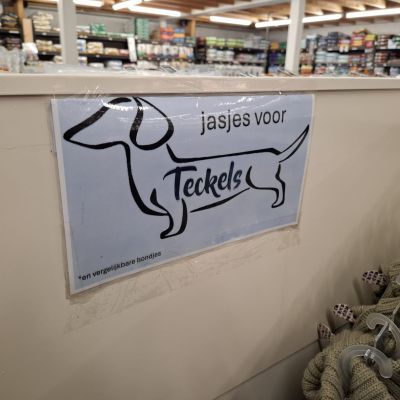 jasjes voor
Teckels
*en vergelijkbare hondjes